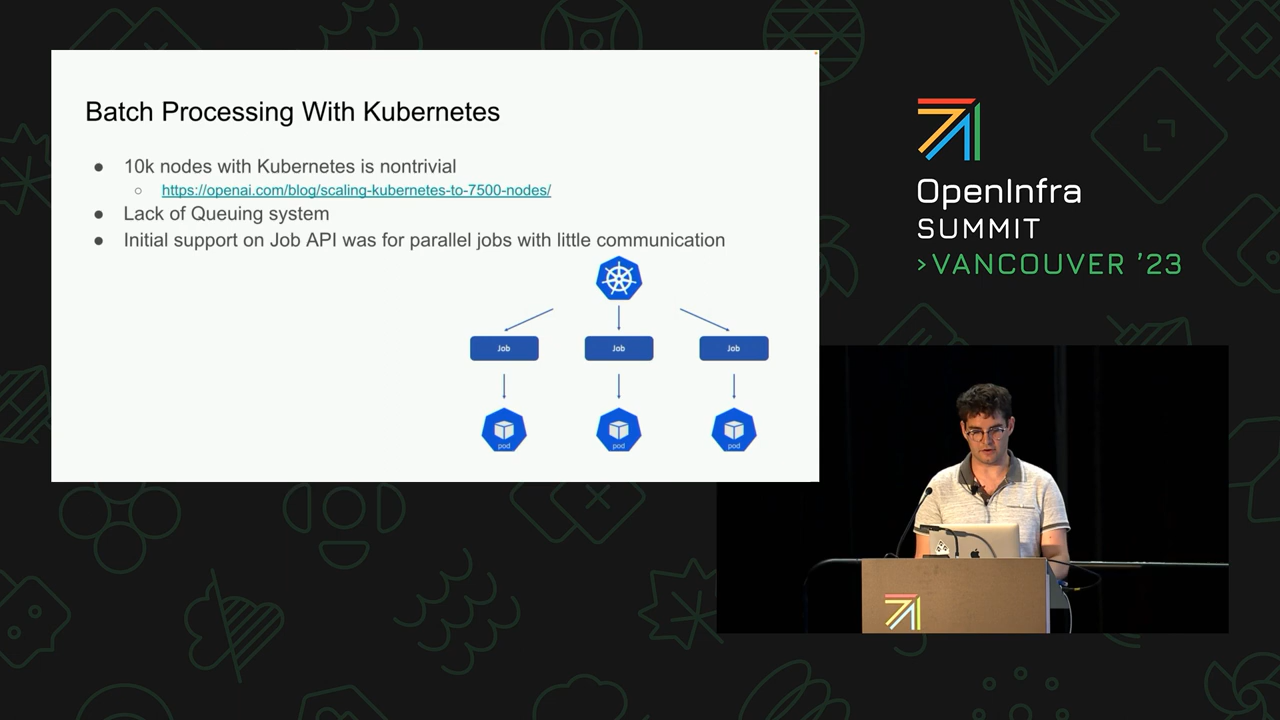 Batch Processing With Kubernetes
● 10k nodes with Kubernetes is nontrivial
○ https://openai.com/blog/scaling-kubernetes-to-7500-nodes/
● Lack of Queuing system
● Initial support on Job API was for parallel jobs with little communication
Job Job Job
pod pod pod
OpenInfra
SUMMIT
>VANCOUVER '23